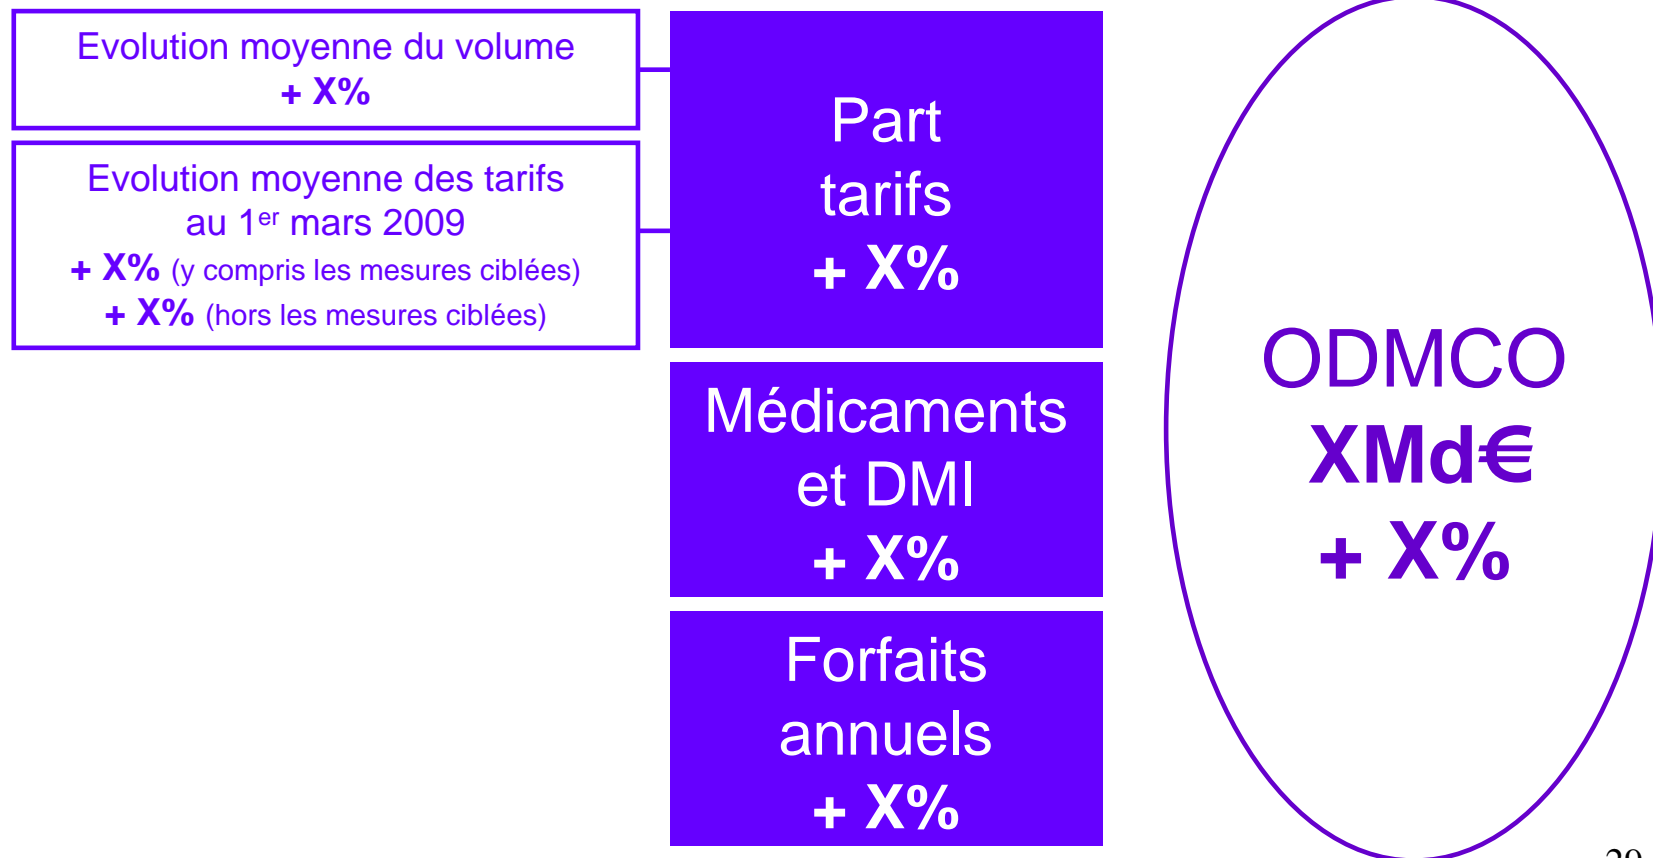 Evolution moyenne du volume
+ X%
Evolution moyenne des tarifs
au 1er mars 2009
+ X% (y compris les mesures ciblées)
+ X% (hors les mesures ciblées)
Part
tarifs
+ X%
Médicaments
et DMI
+ X%
Forfaits
annuels
+ X%
ODMCO
XMd€
+ X%